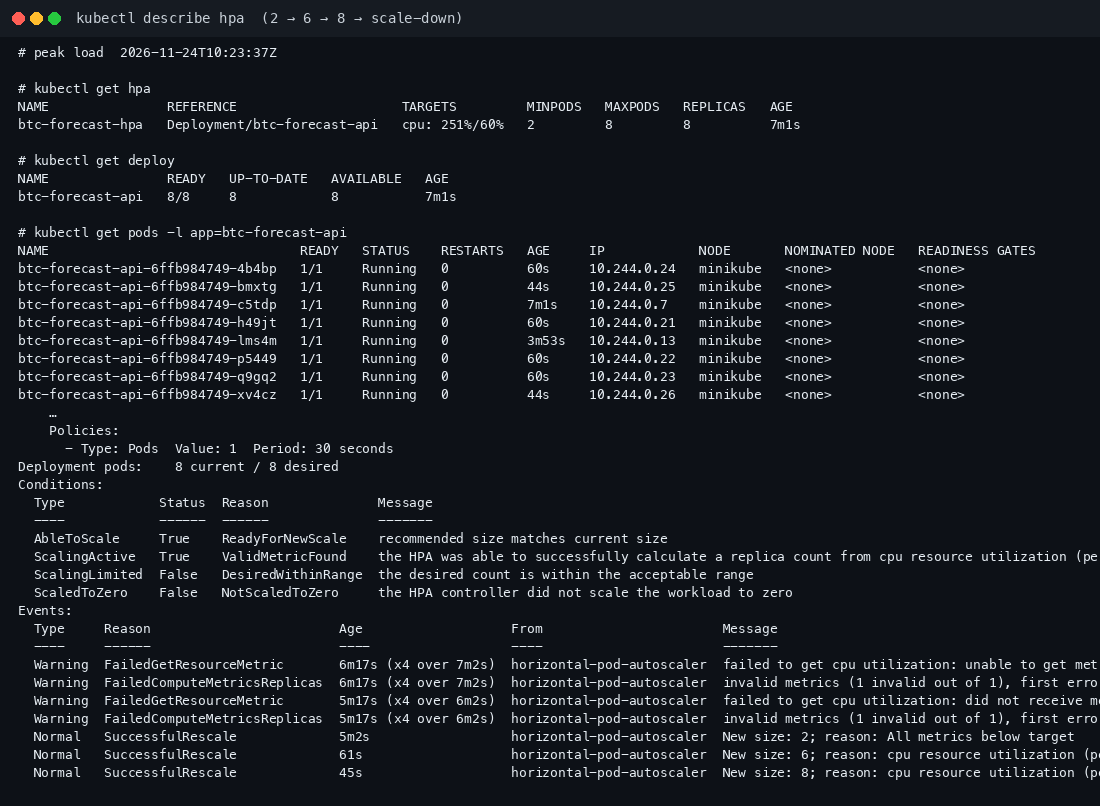 kubectl describe hpa  (2 → 6 → 8 → scale-down)
# peak load  2026-11-24T10:23:37Z
# kubectl get hpa
NAME               REFERENCE                     TARGETS         MINPODS   MAXPODS   REPLICAS   AGE
btc-forecast-hpa   Deployment/btc-forecast-api   cpu: 251%/60%   2         8         8          7m1s
# kubectl get deploy
NAME               READY   UP-TO-DATE   AVAILABLE   AGE
btc-forecast-api   8/8     8            8           7m1s
# kubectl get pods -l app=btc-forecast-api
NAME                                READY   STATUS    RESTARTS   AGE     IP            NODE       NOMINATED NODE   READINESS GATES
btc-forecast-api-6ffb984749-4b4bp   1/1     Running   0          60s     10.244.0.24   minikube   <none>           <none>
btc-forecast-api-6ffb984749-bmxtg   1/1     Running   0          44s     10.244.0.25   minikube   <none>           <none>
btc-forecast-api-6ffb984749-c5tdp   1/1     Running   0          7m1s    10.244.0.7    minikube   <none>           <none>
btc-forecast-api-6ffb984749-h49jt   1/1     Running   0          60s     10.244.0.21   minikube   <none>           <none>
btc-forecast-api-6ffb984749-lms4m   1/1     Running   0          3m53s   10.244.0.13   minikube   <none>           <none>
btc-forecast-api-6ffb984749-p5449   1/1     Running   0          60s     10.244.0.22   minikube   <none>           <none>
btc-forecast-api-6ffb984749-q9gq2   1/1     Running   0          60s     10.244.0.23   minikube   <none>           <none>
btc-forecast-api-6ffb984749-xv4cz   1/1     Running   0          44s     10.244.0.26   minikube   <none>           <none>
…
Policies:
- Type: Pods  Value: 1  Period: 30 seconds
Deployment pods:    8 current / 8 desired
Conditions:
Type            Status  Reason              Message
----            ------  ------              -------
AbleToScale     True    ReadyForNewScale    recommended size matches current size
ScalingActive   True    ValidMetricFound    the HPA was able to successfully calculate a replica count from cpu resource utilization (pe
ScalingLimited  False   DesiredWithinRange  the desired count is within the acceptable range
ScaledToZero    False   NotScaledToZero     the HPA controller did not scale the workload to zero
Events:
Type     Reason                        Age                   From                       Message
----     ------                        ----                  ----                       -------
Warning  FailedGetResourceMetric       6m17s (x4 over 7m2s)  horizontal-pod-autoscaler  failed to get cpu utilization: unable to get met
Warning  FailedComputeMetricsReplicas  6m17s (x4 over 7m2s)  horizontal-pod-autoscaler  invalid metrics (1 invalid out of 1), first erro
Warning  FailedGetResourceMetric       5m17s (x4 over 6m2s)  horizontal-pod-autoscaler  failed to get cpu utilization: did not receive m
Warning  FailedComputeMetricsReplicas  5m17s (x4 over 6m2s)  horizontal-pod-autoscaler  invalid metrics (1 invalid out of 1), first erro
Normal   SuccessfulRescale             5m2s                  horizontal-pod-autoscaler  New size: 2; reason: All metrics below target
Normal   SuccessfulRescale             61s                   horizontal-pod-autoscaler  New size: 6; reason: cpu resource utilization (p
Normal   SuccessfulRescale             45s                   horizontal-pod-autoscaler  New size: 8; reason: cpu resource utilization (p